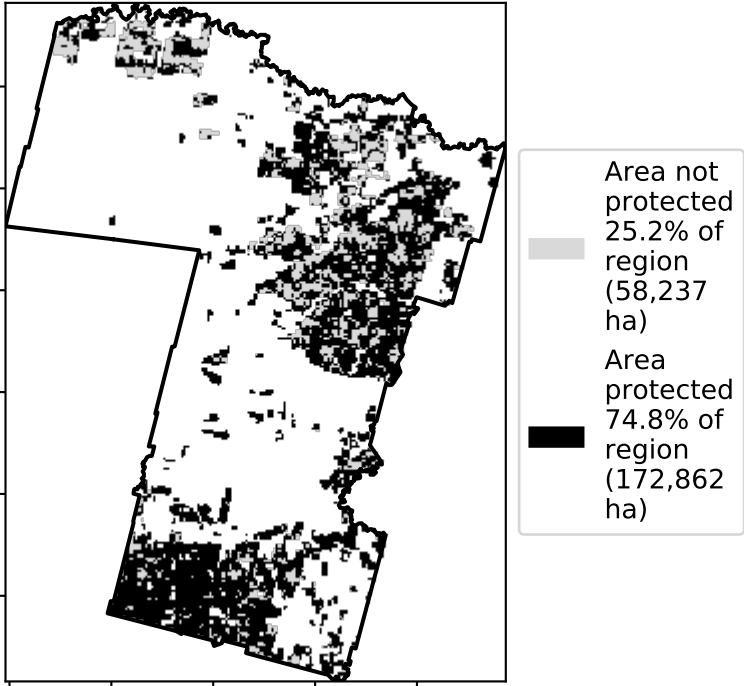 Area not
protected
25.2% of
region
(58,237
ha)
Area
protected
74.8% of
region
(172,862
ha)